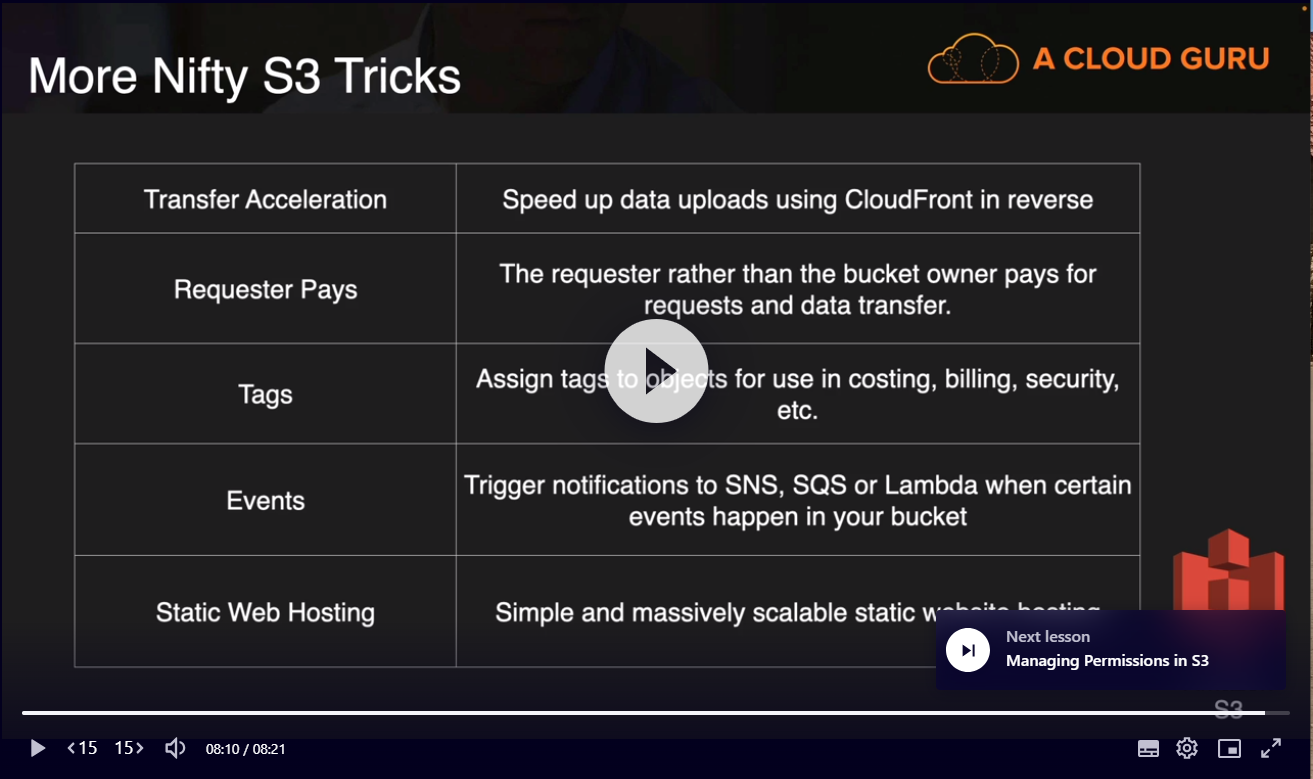 More Nifty S3 Tricks
A CLOUD GURU
Transfer Acceleration
Speed up data uploads using CloudFront in reverse
Requester Pays
The requester rather than the bucket owner pays for
requests and data transfer.
Tags
Assign tags to objects for use in costing, billing, security,
etc.
Events
Trigger notifications to SNS, SQS or Lambda when certain
events happen in your bucket
Static Web Hosting
Simple and massively scalable static website hosting
Next lesson
Managing Permissions in S3
S3
<15
15>
08:10 / 08:21